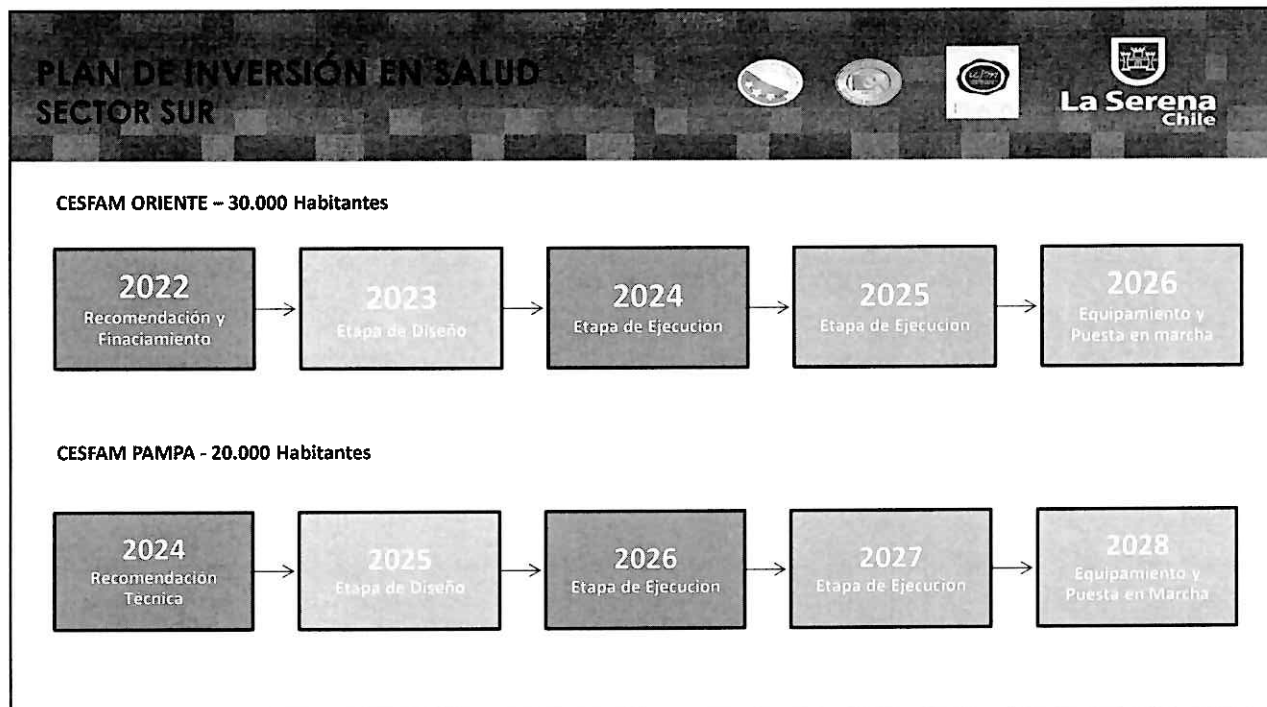 PLAN DE INVERSIÓN EN SALUD
SECTOR SUR
La Serena
Chile
CESFAM ORIENTE – 30.000 Habitantes
2022
Recomendación y
Finaciamiento
2023
Etapa de Diseño
2024
Etapa de Ejecucion
2025
Etapa de Ejecucion
2026
Equipamiento y
Puesta en marcha
CESFAM PAMPA - 20.000 Habitantes
2024
Recomendación
Tècnica
2025
Etapa de Diseño
2026
Etapa de Ejecucion
2027
Etapa de Ejecucion
2028
Equipamiento y
Puesta en Marcha